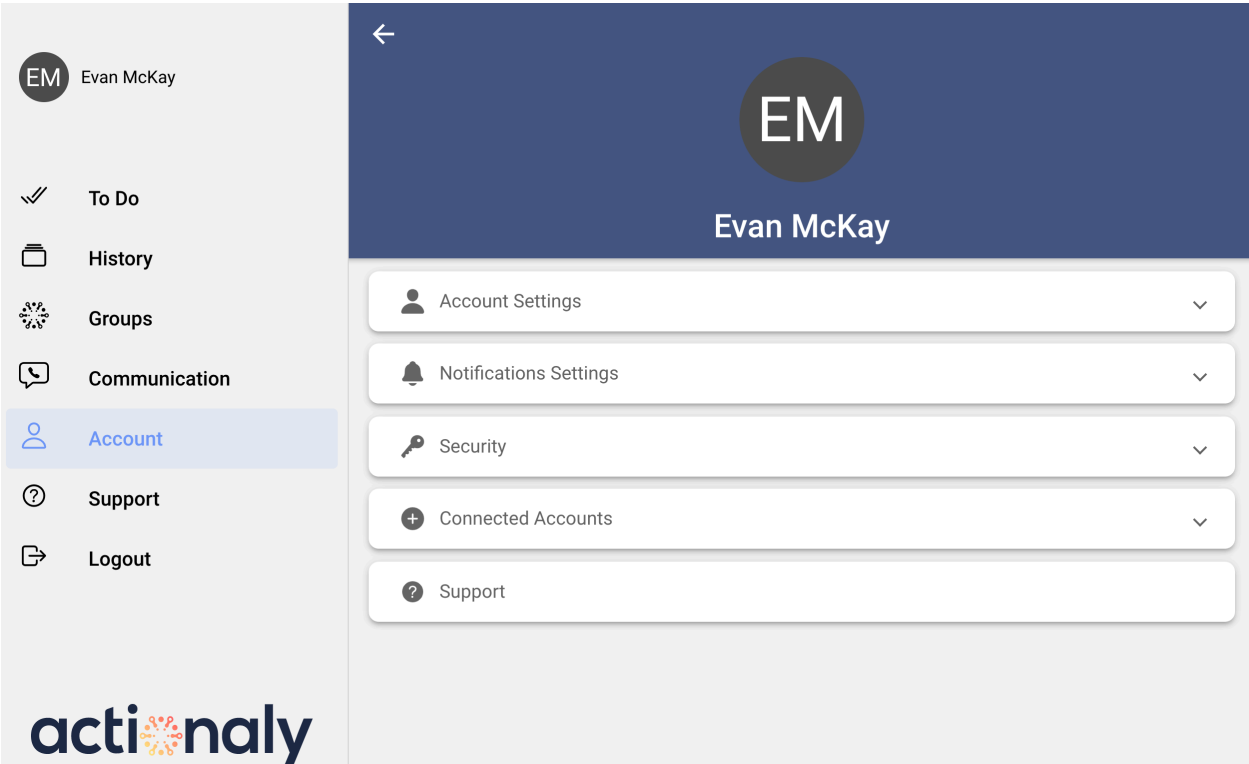 EM
Evan McKay
To Do
History
Groups
Communication
Account
Support
Logout
actionaly
EM
Evan McKay
Account Settings
Notifications Settings
Security
Connected Accounts
Support